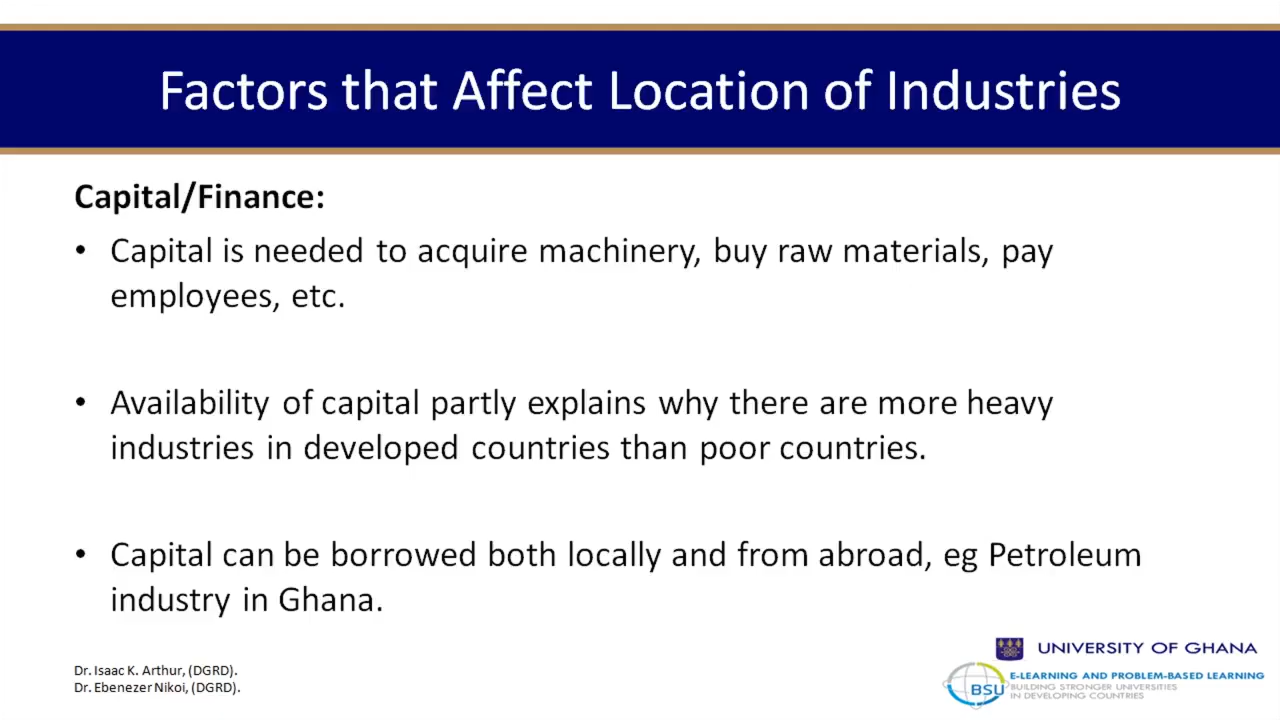 Factors that Affect Location of Industries
Capital/Finance:
• Capital is needed to acquire machinery, buy raw materials, pay
employees, etc.
• Availability of capital partly explains why there are more heavy
industries in developed countries than poor countries.
• Capital can be borrowed both locally and from abroad, eg Petroleum
industry in Ghana.
Dr. Isaac K. Arthur, (DGRD).
Dr. Ebenezer Nikoi, (DGRD).
UNIVERSITY OF GHANA
BSU
E-LEARNING AND PROBLEM-BASED LEARNING
BUILDING STRONGER UNIVERSITIES
IN DEVELOPING COUNTRIES